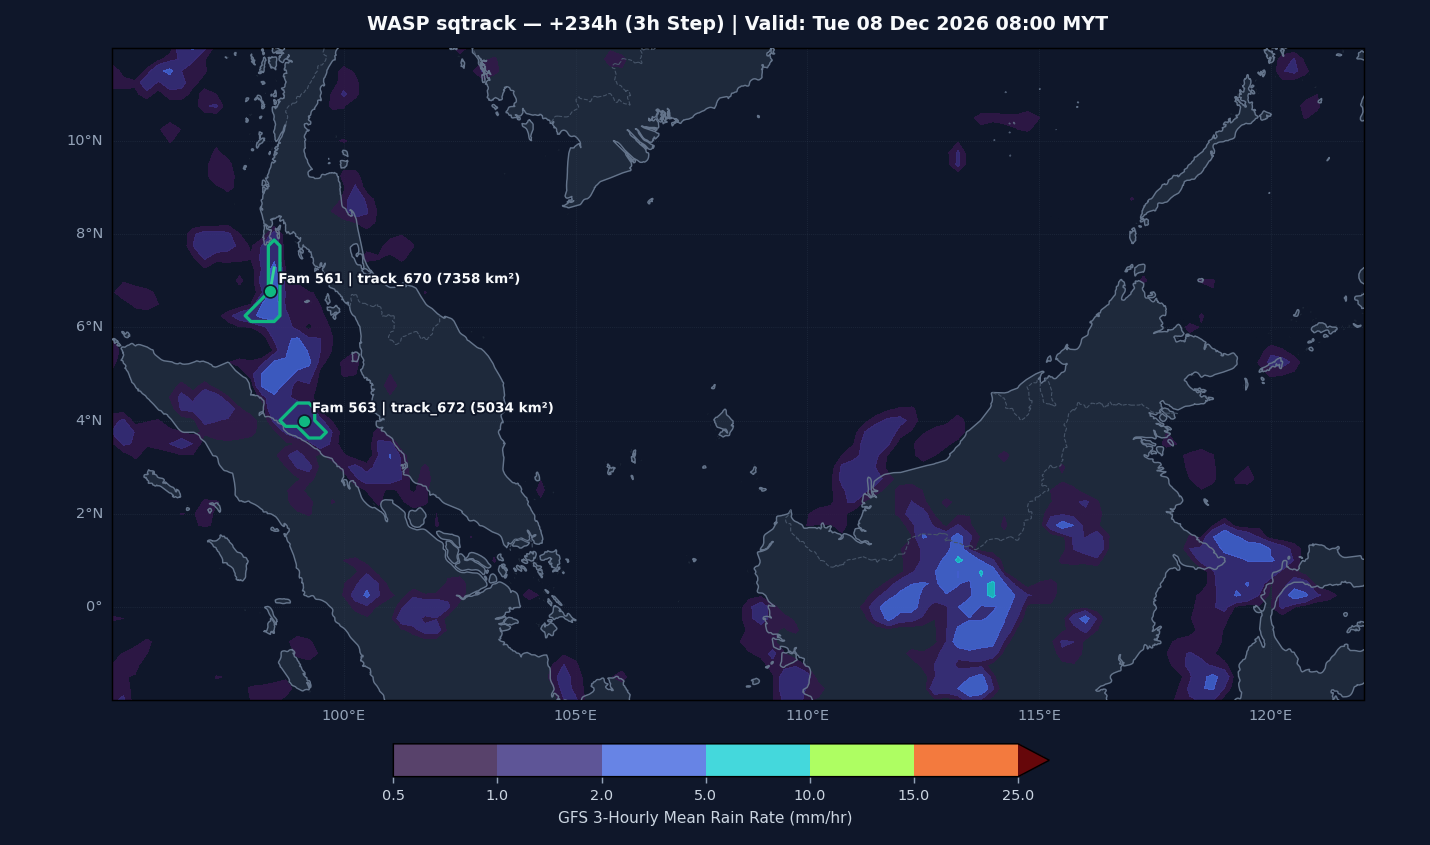 WASP sqtrack — +234h (3h Step) | Valid: Tue 08 Dec 2026 08:00 MYT
10°N
8°N
Fam 561 | track_670 (7358 km²)
6°N
Fam 563 | track_672 (5034 km²)
4°N
2°N
0°
100°E 105°E 110°E 115°E 120°E
0.5 1.0 2.0 5.0 10.0 15.0 25.0
GFS 3-Hourly Mean Rain Rate (mm/hr)